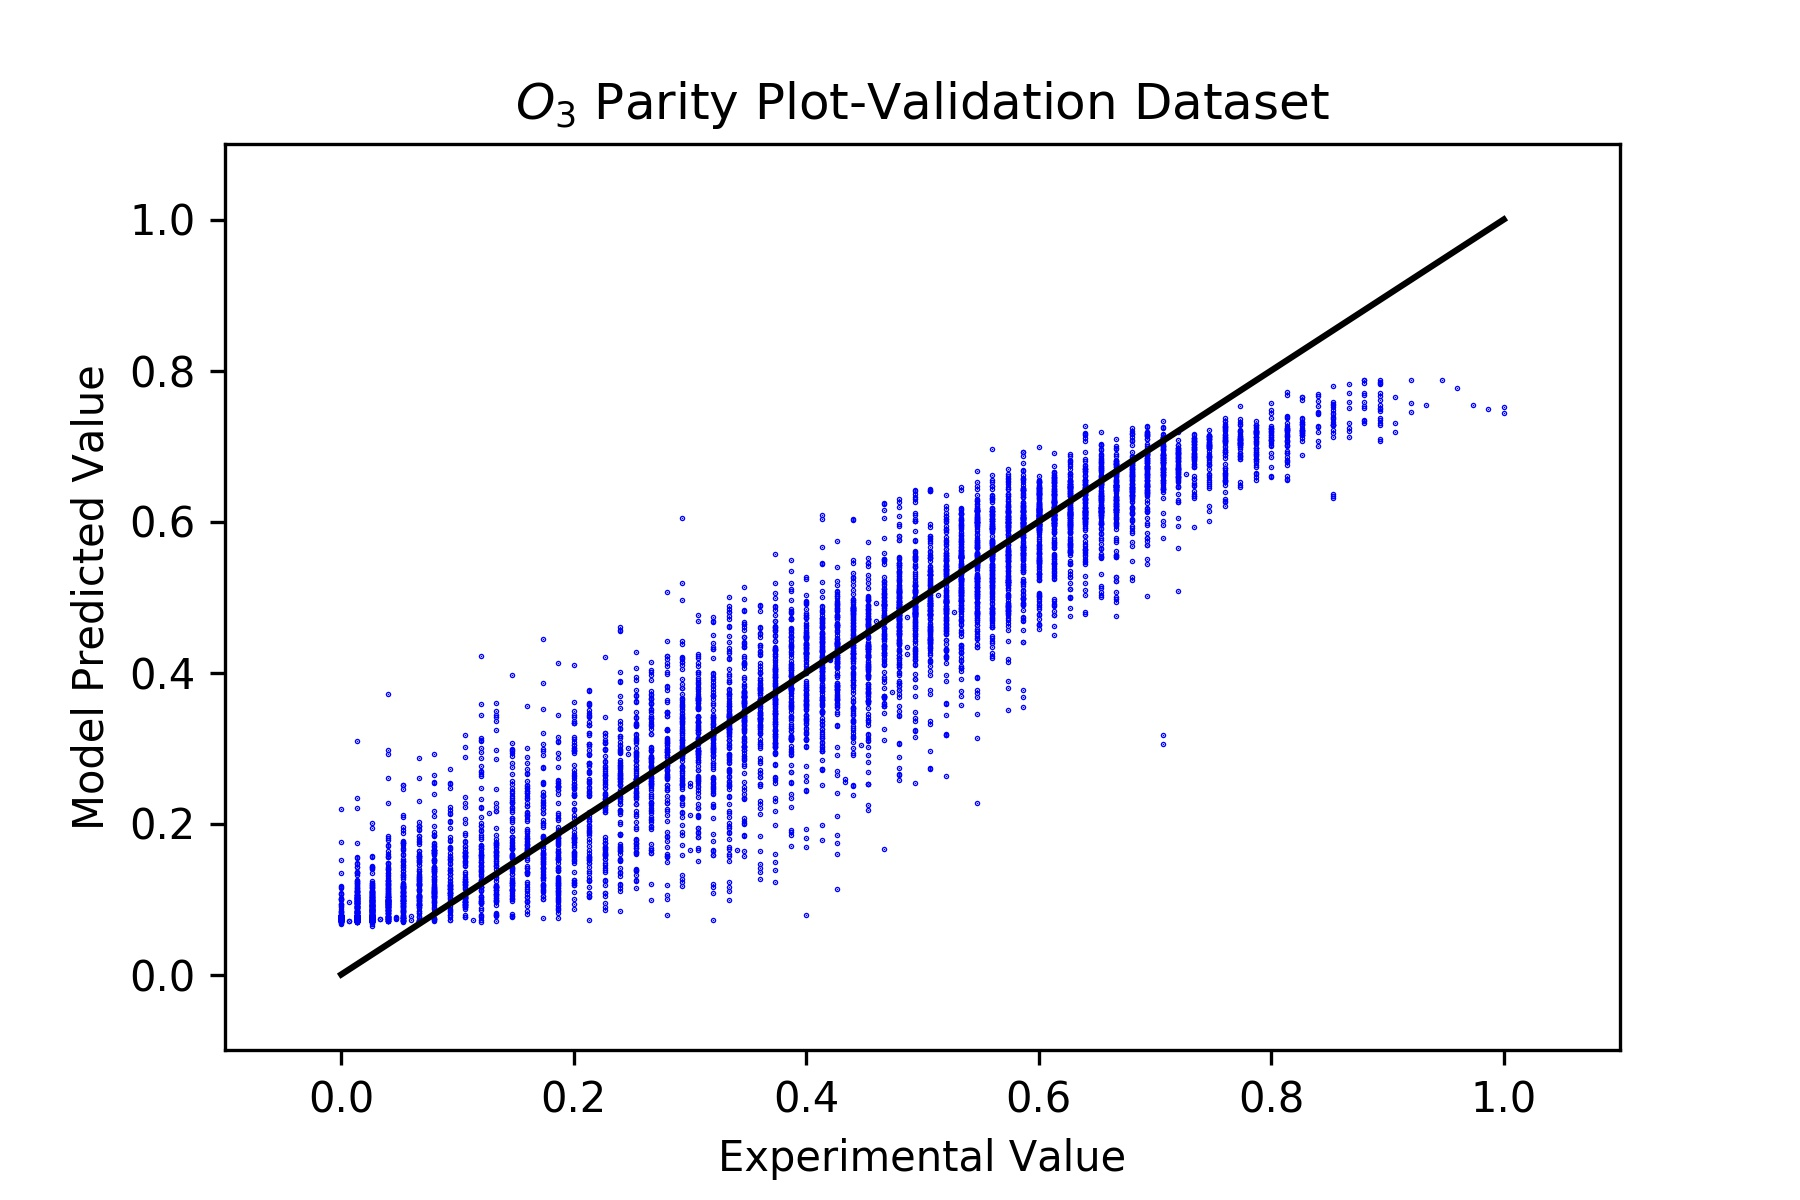 O₃ Parity Plot-Validation Dataset
Model Predicted Value
1.0
0.8
0.6
0.4
0.2
0.0
0.0 0.2 0.4 0.6 0.8 1.0
Experimental Value